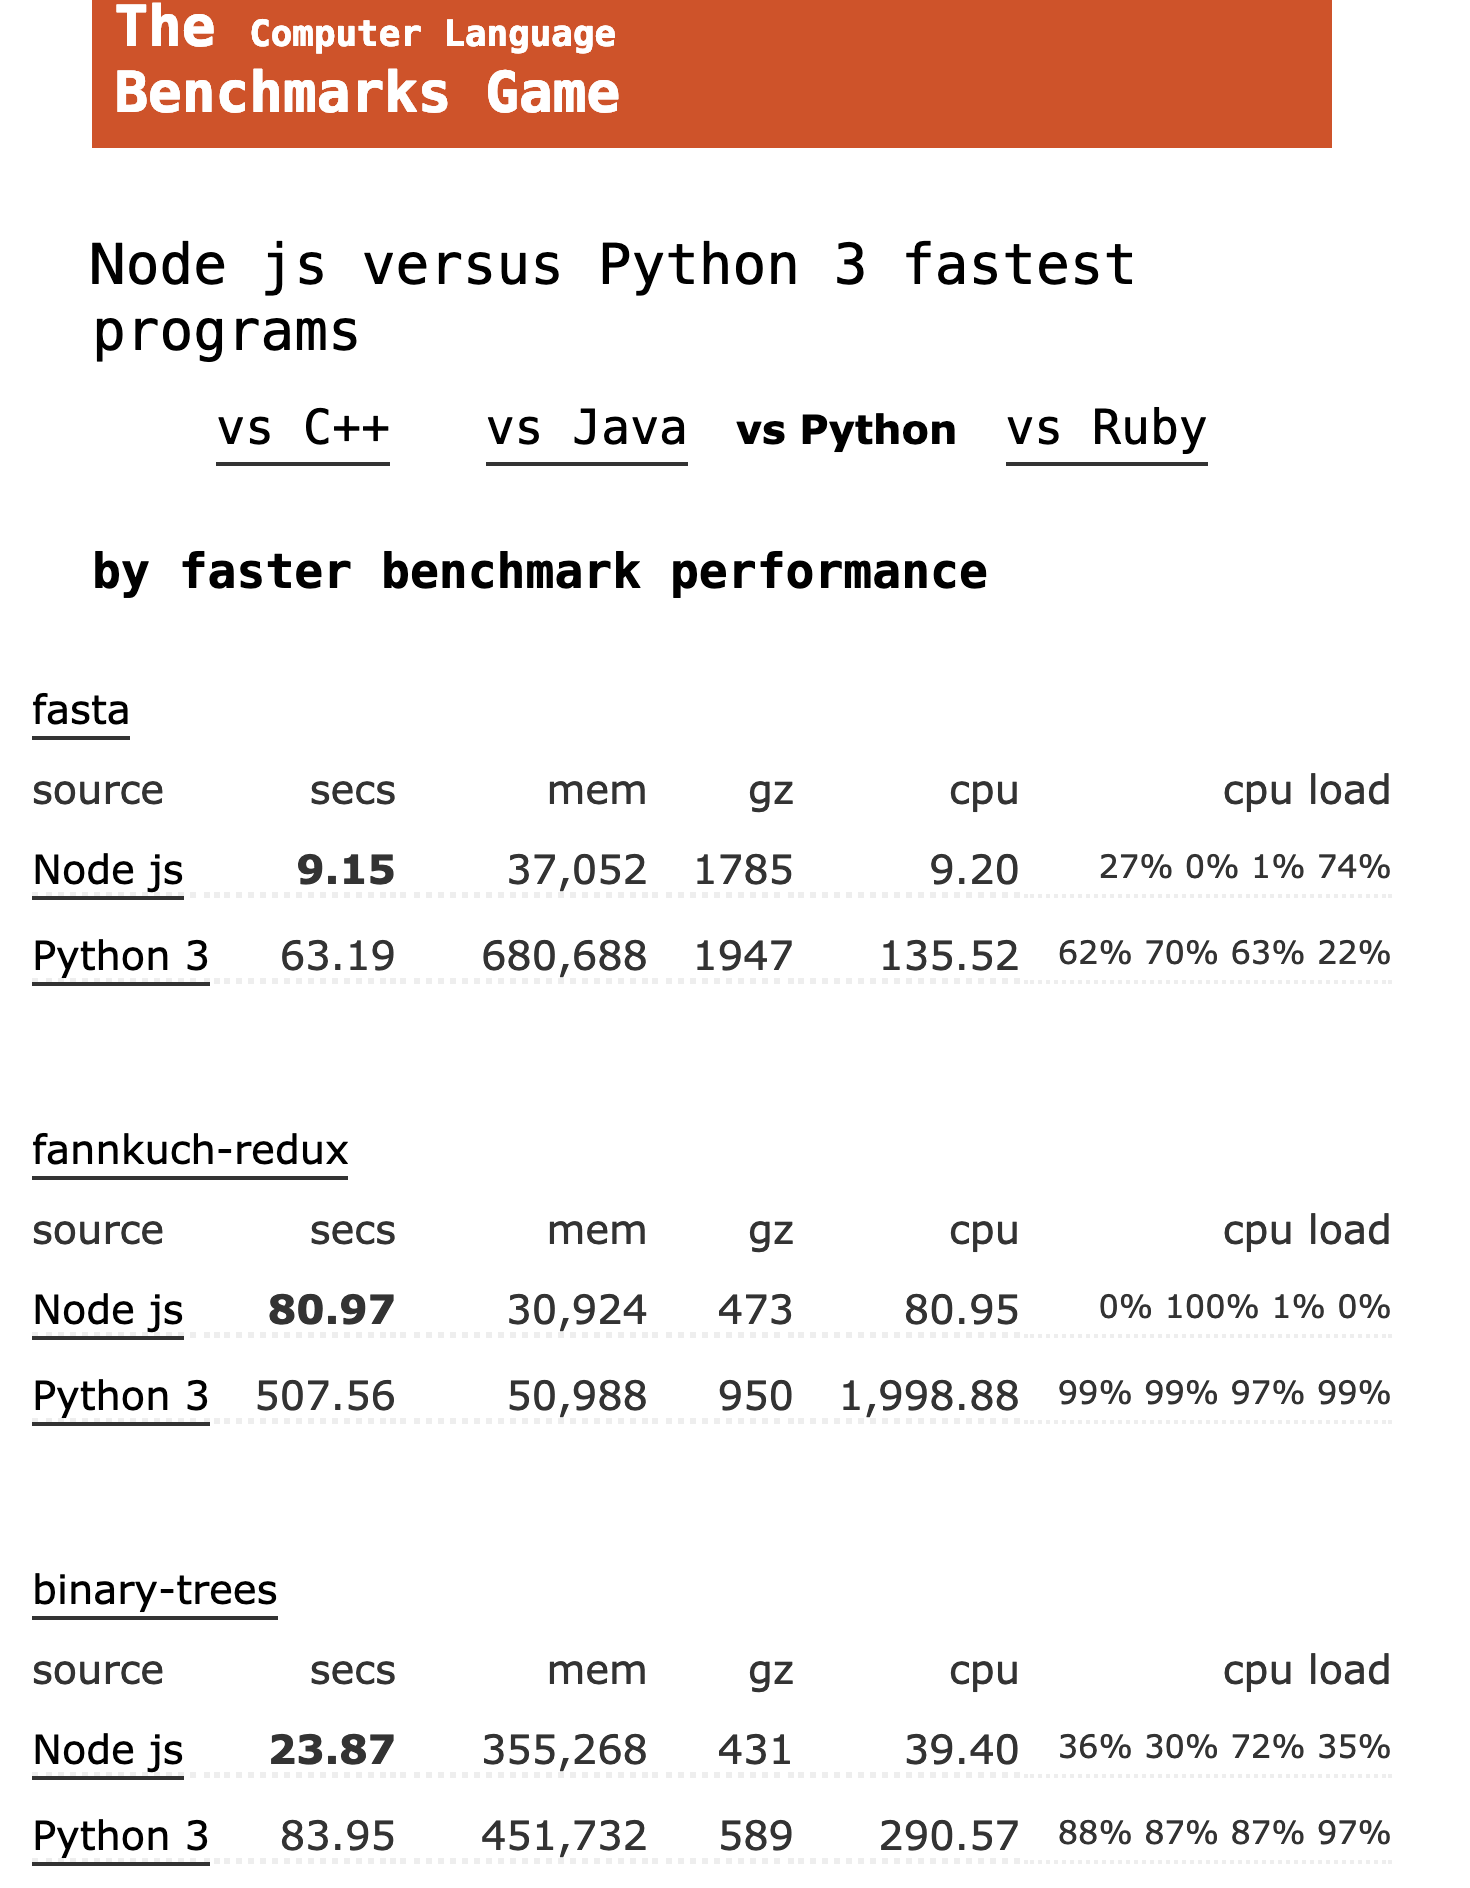 The Computer Language
Benchmarks Game
Node js versus Python 3 fastest
programs
vs C++ vs Java vs Python vs Ruby
by faster benchmark performance
fasta
source secs mem gz cpu cpu load
Node js 9.15 37,052 1785 9.20 27% 0% 1% 74%
Python 3 63.19 680,688 1947 135.52 62% 70% 63% 22%
fannkuch-redux
source secs mem gz cpu cpu load
Node js 80.97 30,924 473 80.95 0% 100% 1% 0%
Python 3 507.56 50,988 950 1,998.88 99% 99% 97% 99%
binary-trees
source secs mem gz cpu cpu load
Node js 23.87 355,268 431 39.40 36% 30% 72% 35%
Python 3 83.95 451,732 589 290.57 88% 87% 87% 97%